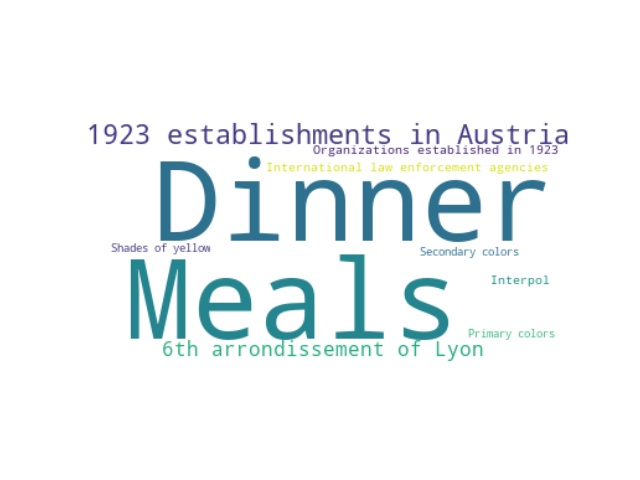 1923 establishments in Austria
Organizations established in 1923
International law enforcement agencies
Dinner
Shades of yellow
Secondary colors
Meals
Interpol
Primary colors
6th arrondissement of Lyon